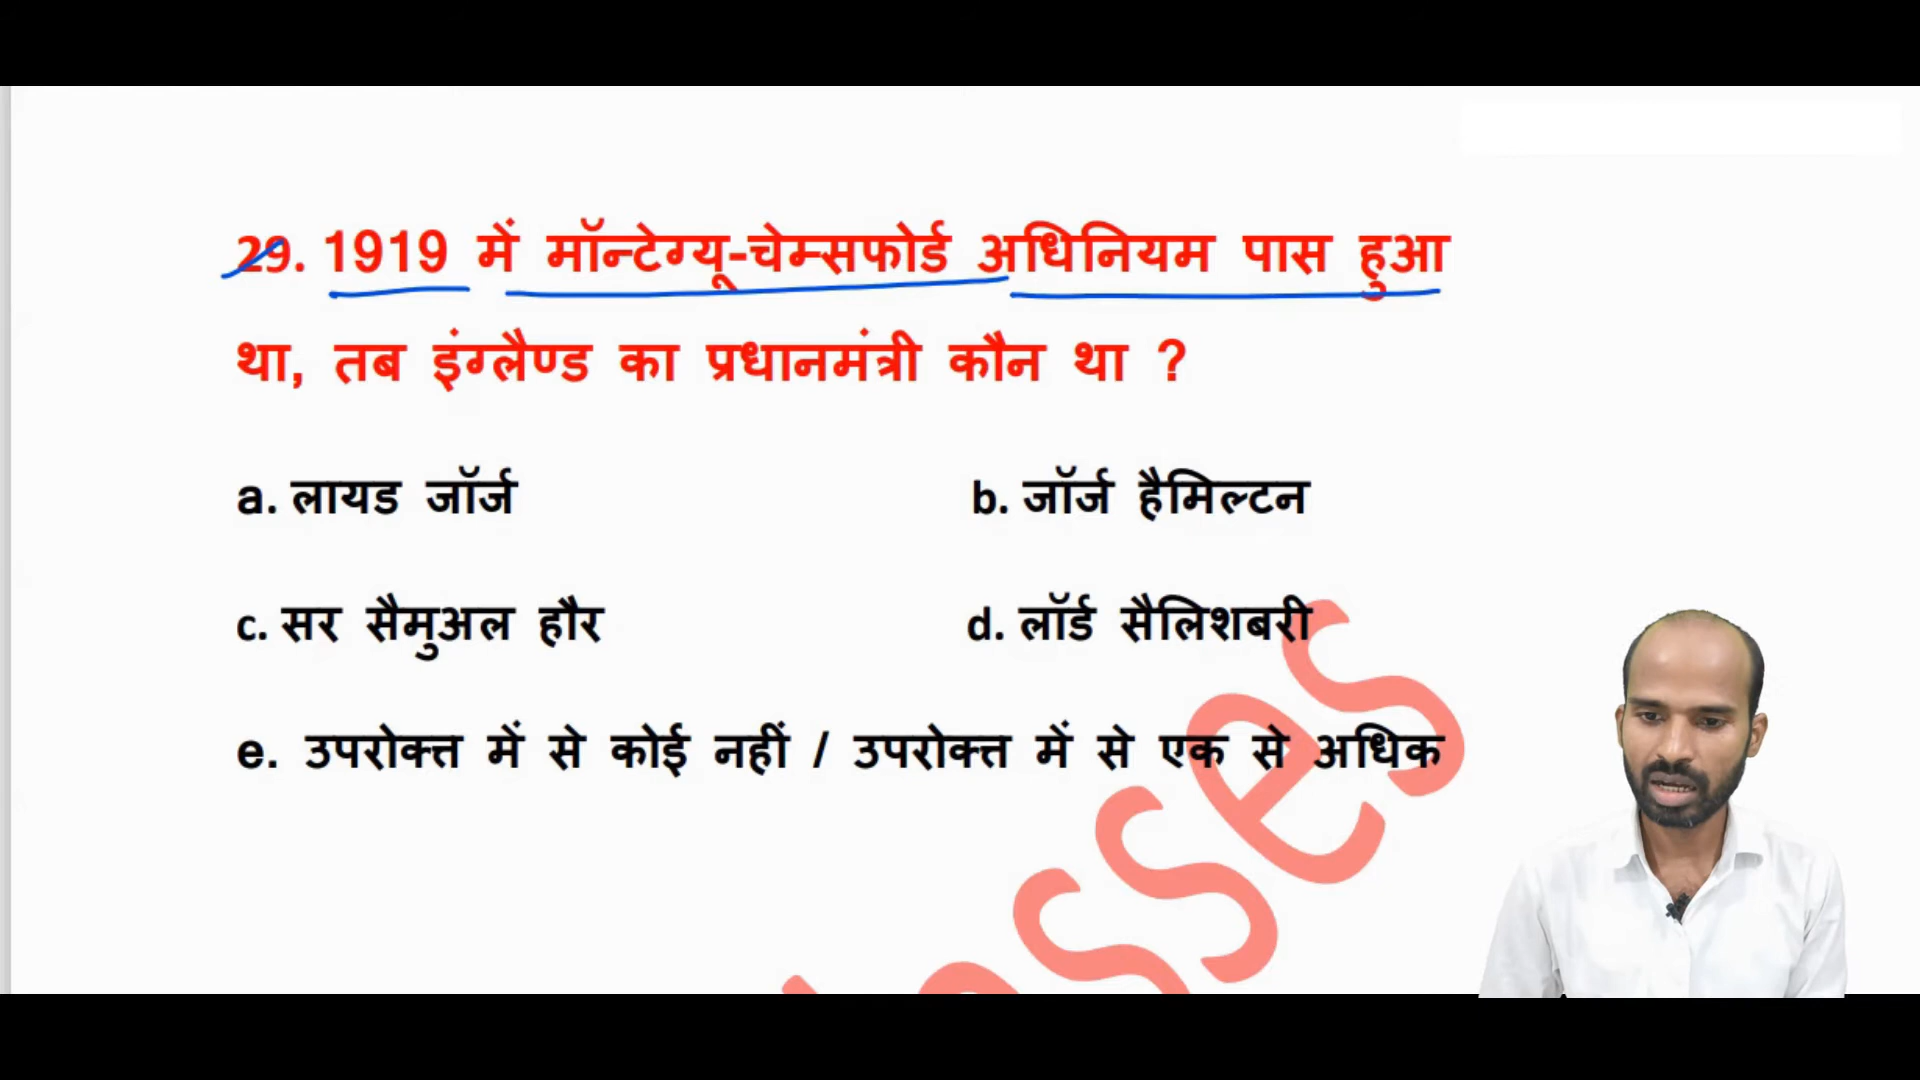 29. 1919 में मॉन्टेग्यू-चेम्सफोर्ड अधिनियम पास हुआ
था, तब इंग्लैण्ड का प्रधानमंत्री कौन था ?
a. लायड जॉर्ज b. जॉर्ज हैमिल्टन
c. सर सैमुअल हौर d. लॉर्ड सैलिशबरी
e. उपरोक्त में से कोई नहीं / उपरोक्त में से एक से अधिक